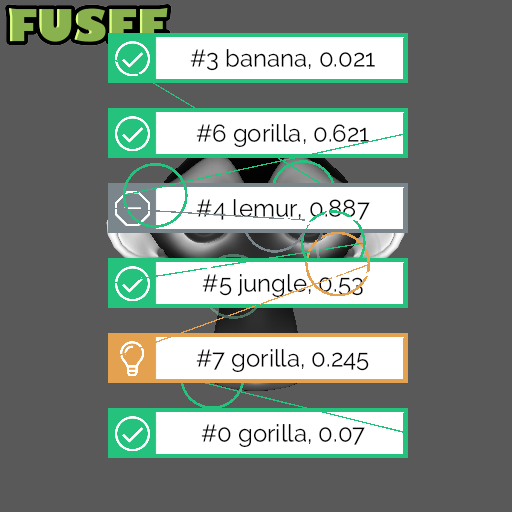 FUSEE
#3 banana, 0.021
#6 gorilla, 0.621
#4 lemur, 0.887
#5 jungle, 0.53
#7 gorilla, 0.245
#0 gorilla, 0.07